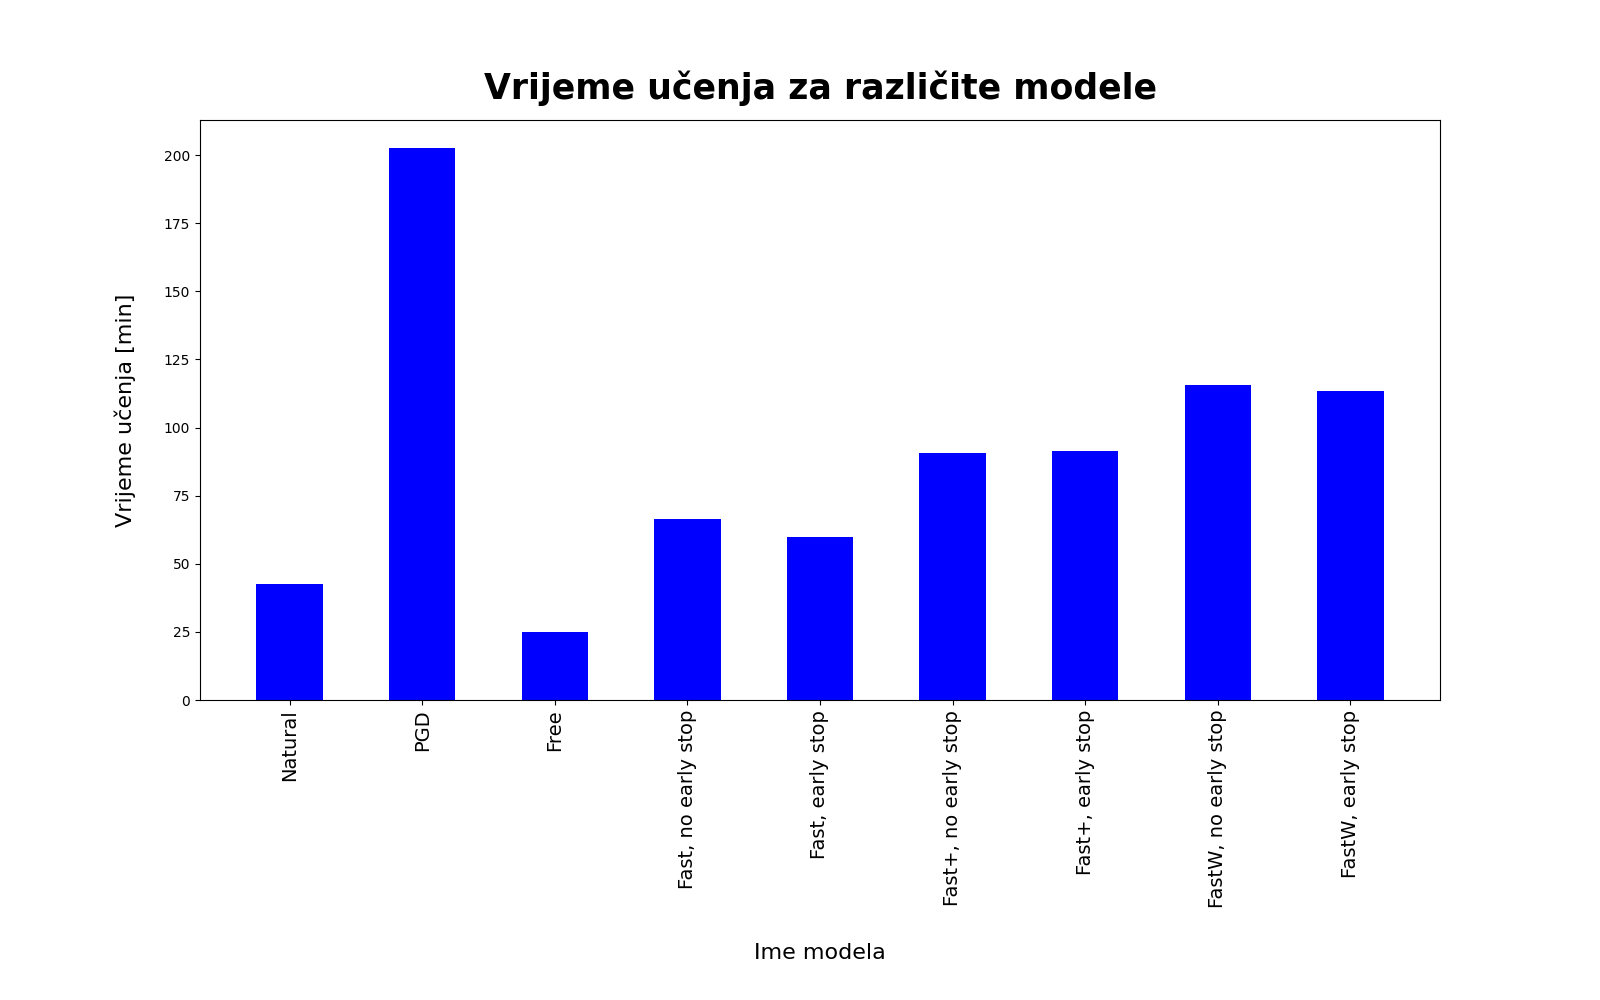 Vrijeme učenja za različite modele
Vrijeme učenja [min]
200
175
150
125
100
75
50
25
0
Natural
PGD
Free
Fast, no early stop
Fast, early stop
Fast+, no early stop
Fast+, early stop
FastW, no early stop
FastW, early stop
Ime modela